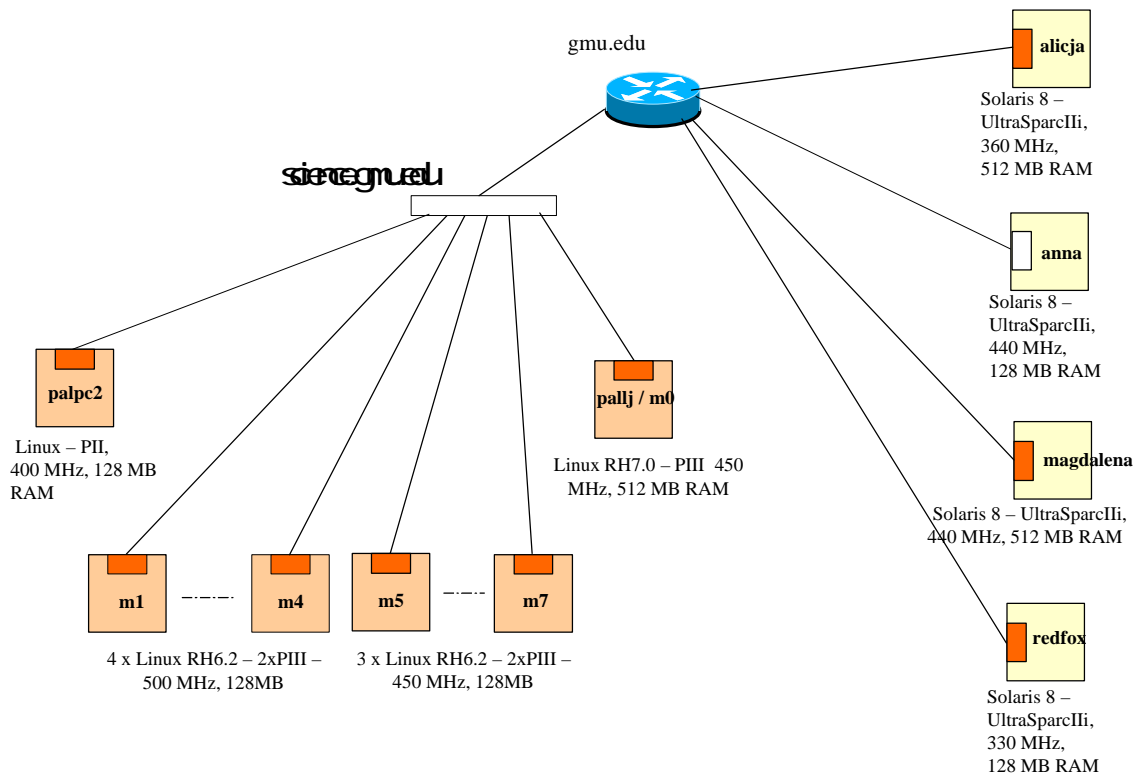 gmu.edu
alicja
Solaris 8 –
UltraSparcIIi,
360 MHz,
512 MB RAM
anna
Solaris 8 –
UltraSparcIIi,
440 MHz,
128 MB RAM
palpc2
Linux – PII,
400 MHz, 128 MB
RAM
pallj / m0
Linux RH7.0 – PIII 450
MHz, 512 MB RAM
magdalena
Solaris 8 – UltraSparcIIi,
440 MHz, 512 MB RAM
m1
m4
m5
m7
4 x Linux RH6.2 – 2xPIII –
500 MHz, 128MB
3 x Linux RH6.2 – 2xPIII –
450 MHz, 128MB
redfox
Solaris 8 –
UltraSparcIIi,
330 MHz,
128 MB RAM